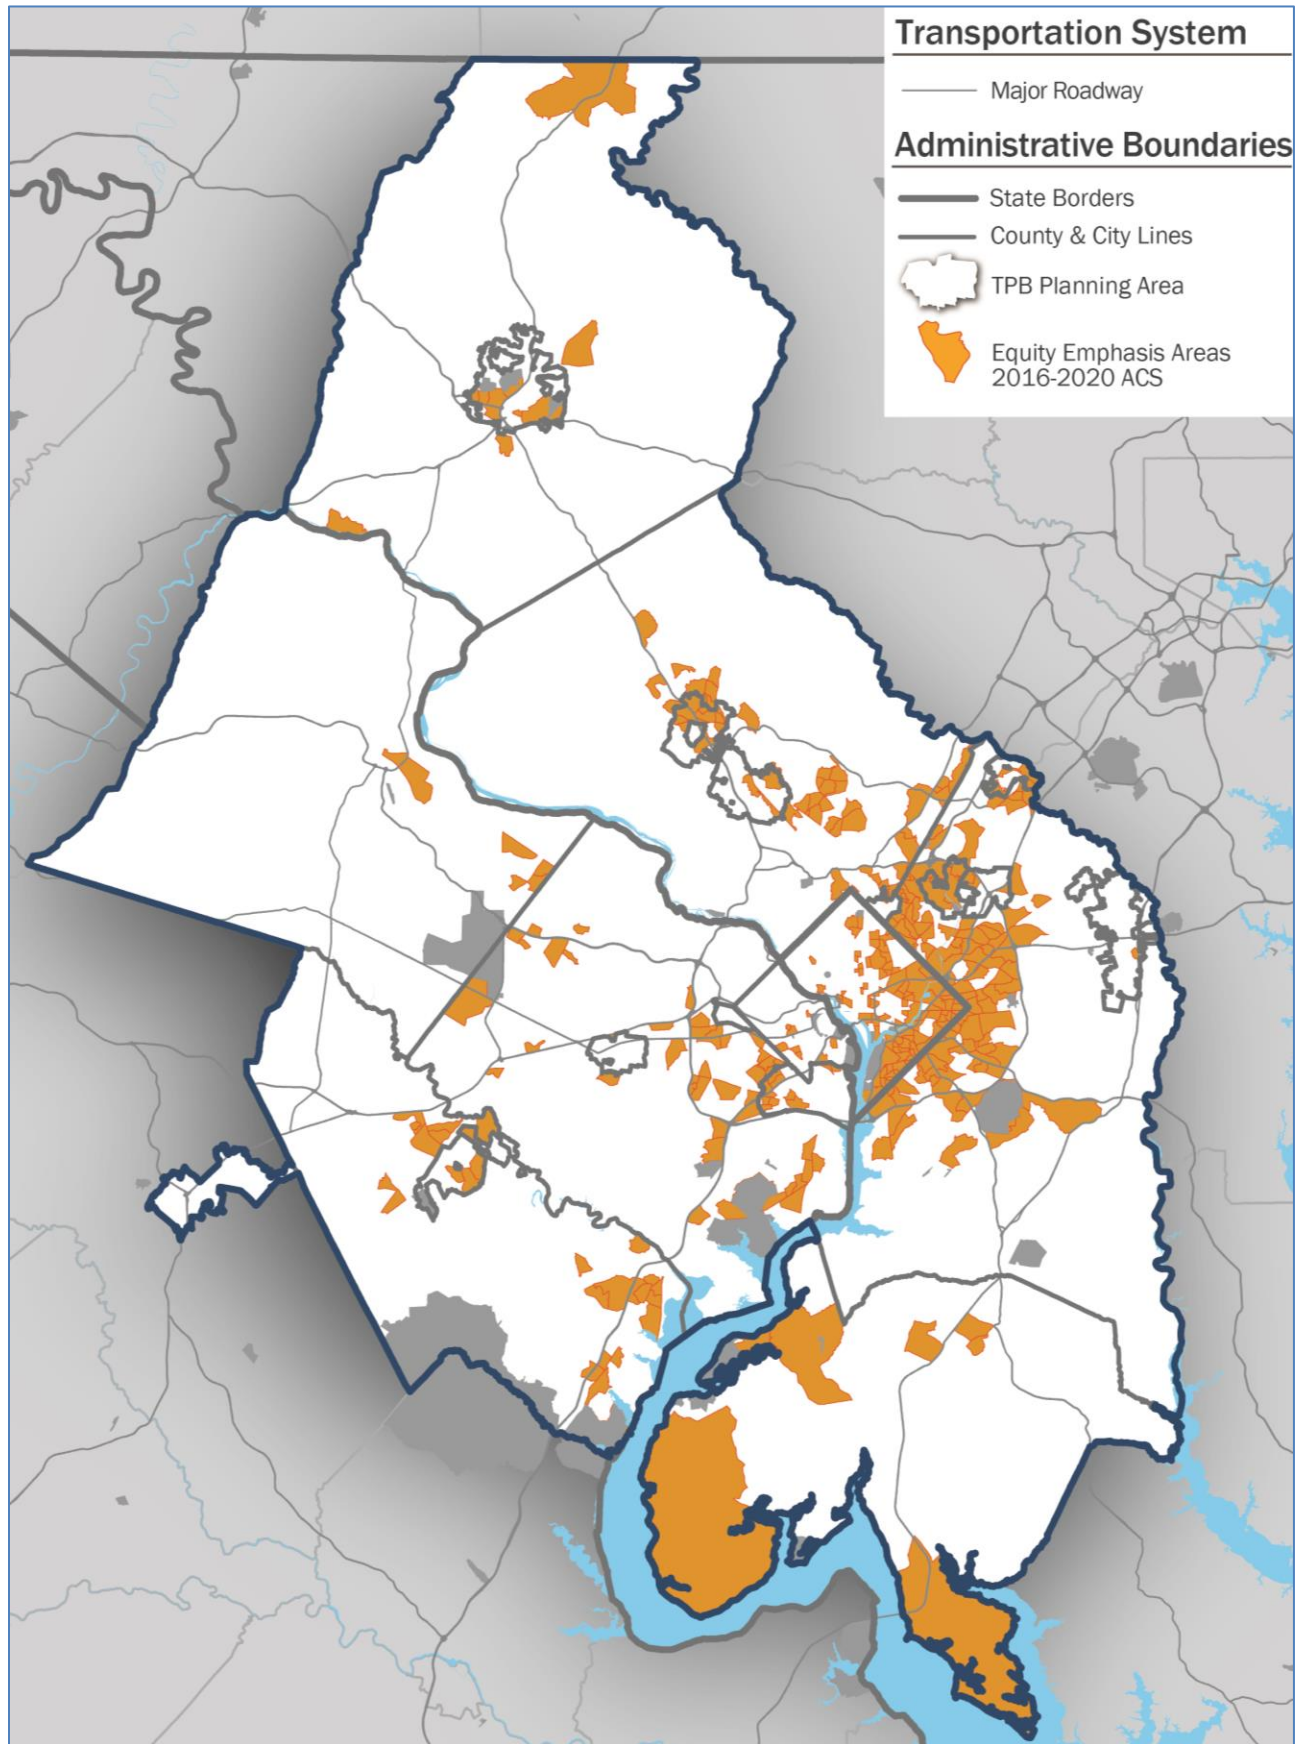 Transportation System
Major Roadway
Administrative Boundaries
State Borders
County & City Lines
TPB Planning Area
Equity Emphasis Areas
2016-2020 ACS